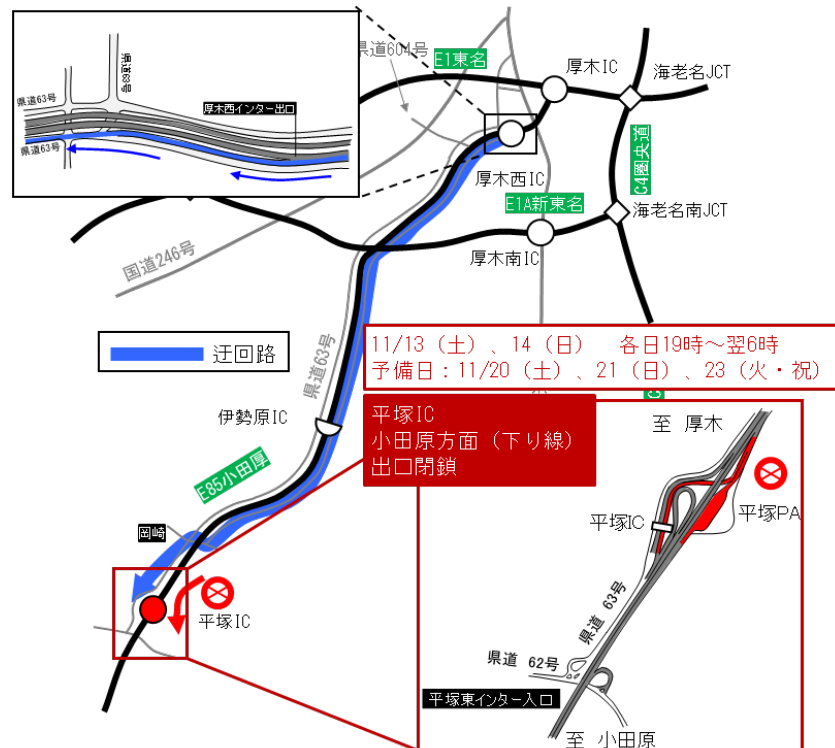 県道604号
E1東名
厚木IC
海老名JCT
県道63号
県道63号
厚木西インター出口
県道63号
厚木西IC
C4圏央道
E1A新東名
海老名南JCT
厚木南IC
国道246号
迂回路
県道63号
11/13（土）、14（日） 各日19時～翌6時
予備日：11/20（土）、21（日）、23（火・祝）
伊勢原IC
平塚IC
小田原方面（下り線）
出口閉鎖
E85小田厚
岡崎
平塚IC
至 厚木
平塚IC
平塚PA
県道 63号
県道 62号
平塚東インター入口
至 小田原